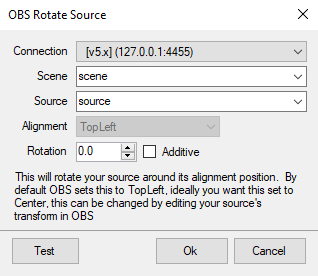 OBS Rotate Source
Connection [v5.x] (127.0.0.1:4455)
Scene scene
Source source
Alignment TopLeft
Rotation 0.0 Additive
This will rotate your source around its alignment position. By
default OBS sets this to TopLeft, ideally you want this set to
Center, this can be changed by editing your source's
transform in OBS
Test Ok Cancel